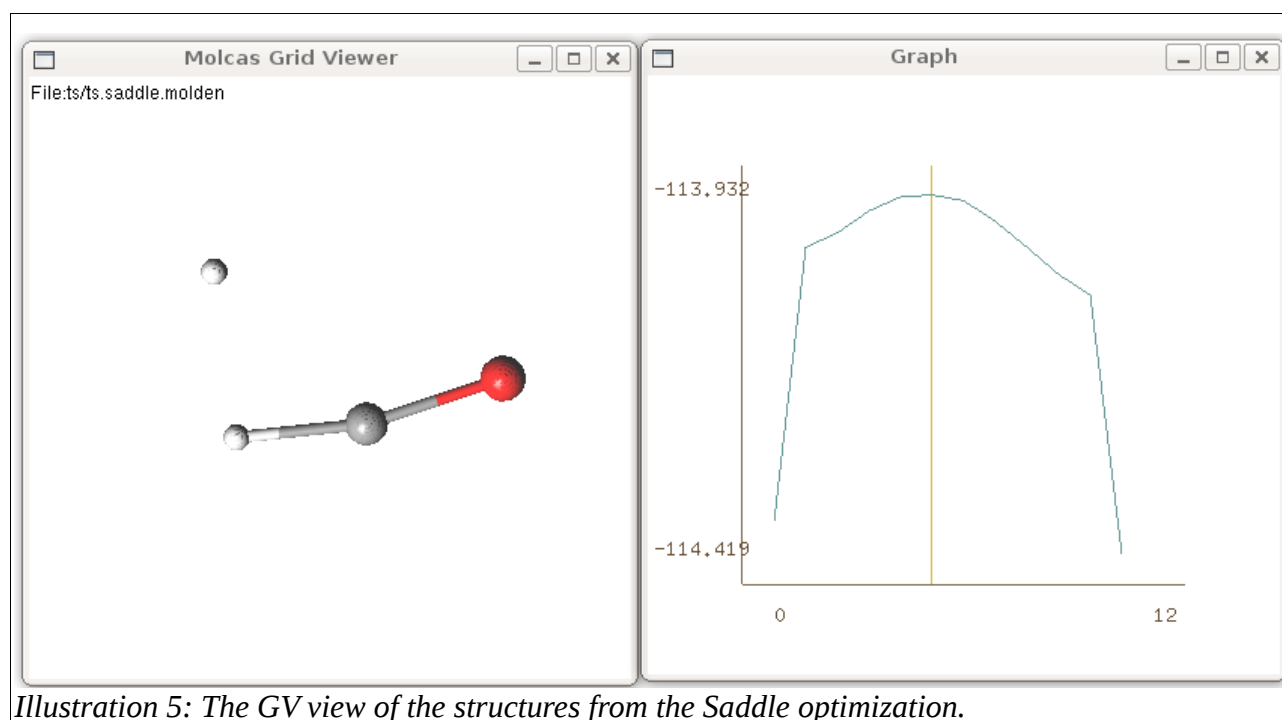 Molcas Grid Viewer
File:ts/ts.saddle.molden
Graph
-113.932
-114.419
0
12
Illustration 5: The GV view of the structures from the Saddle optimization.